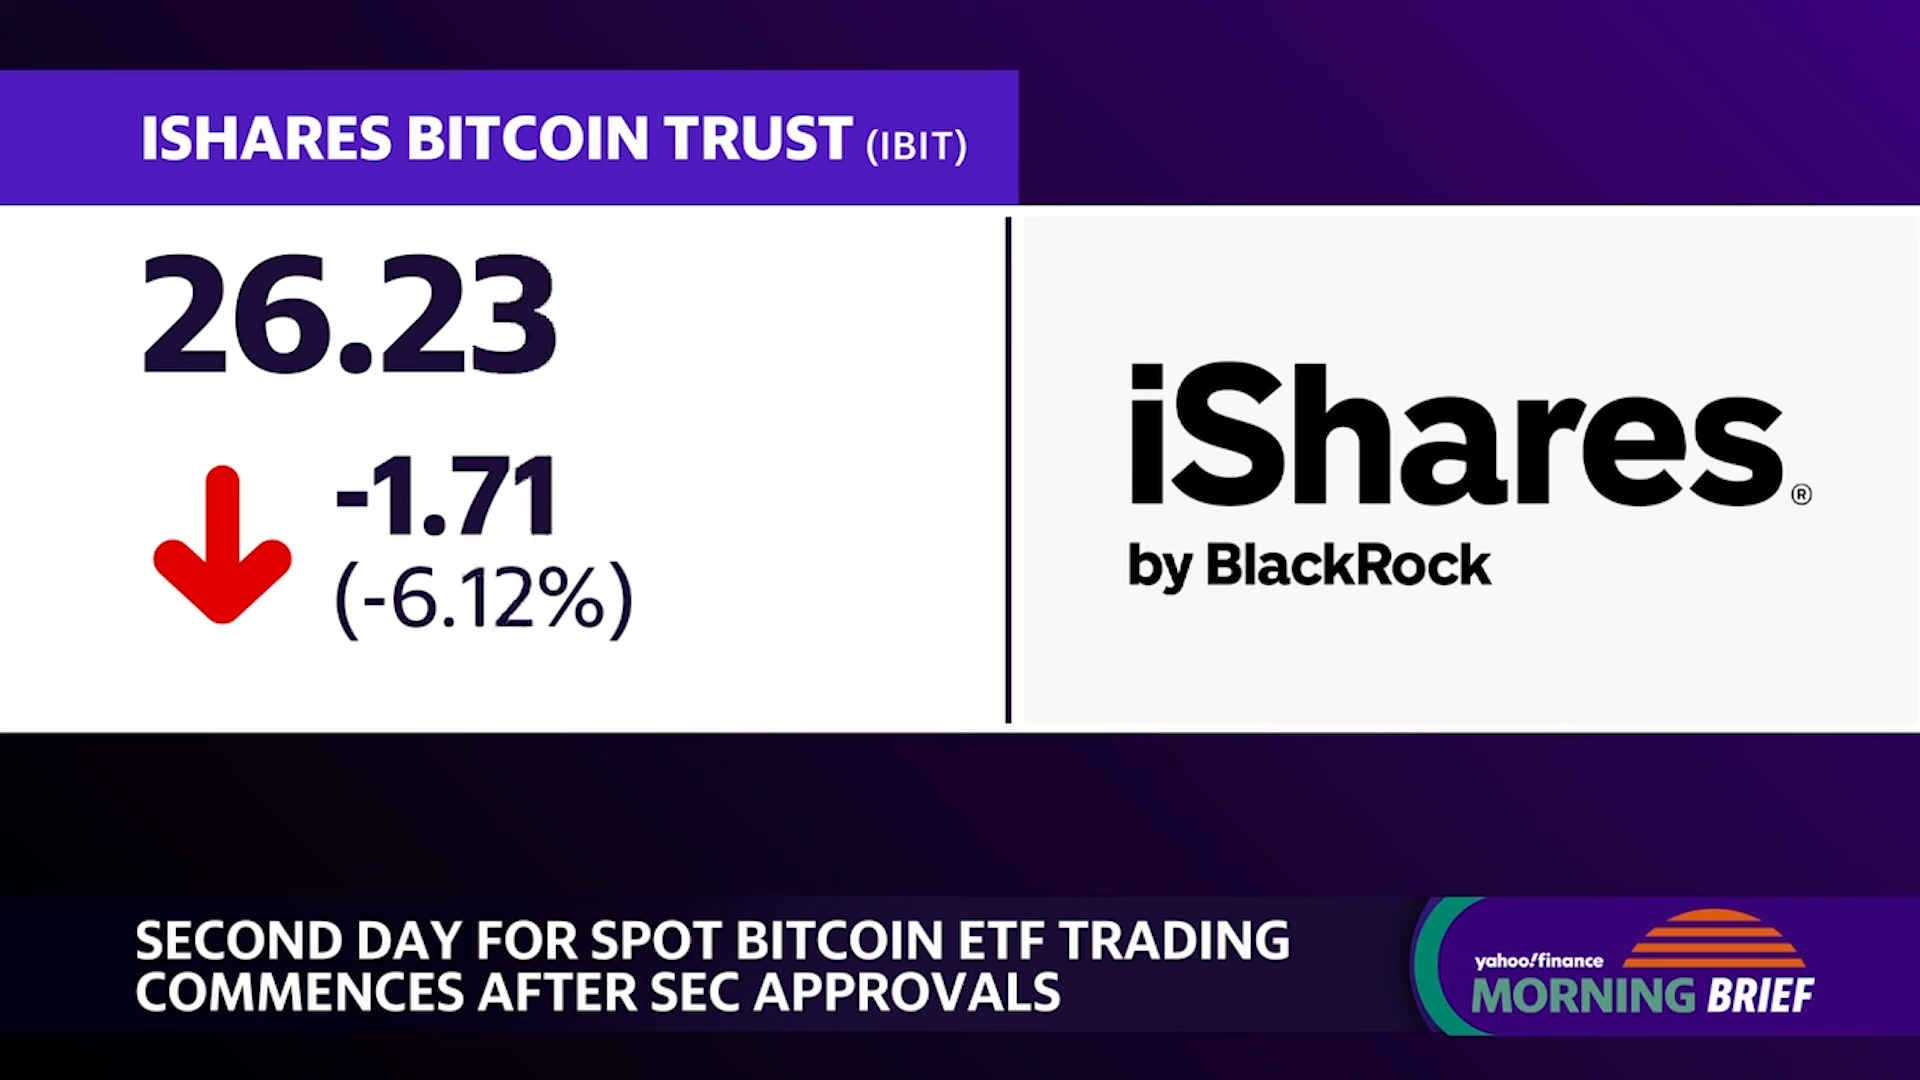 ISHARES BITCOIN TRUST (IBIT)
26.23
-1.71
(-6.12%)
iShares®
by BlackRock
SECOND DAY FOR SPOT BITCOIN ETF TRADING
COMMENCES AFTER SEC APPROVALS
yahoo!finance
MORNING BRIEF